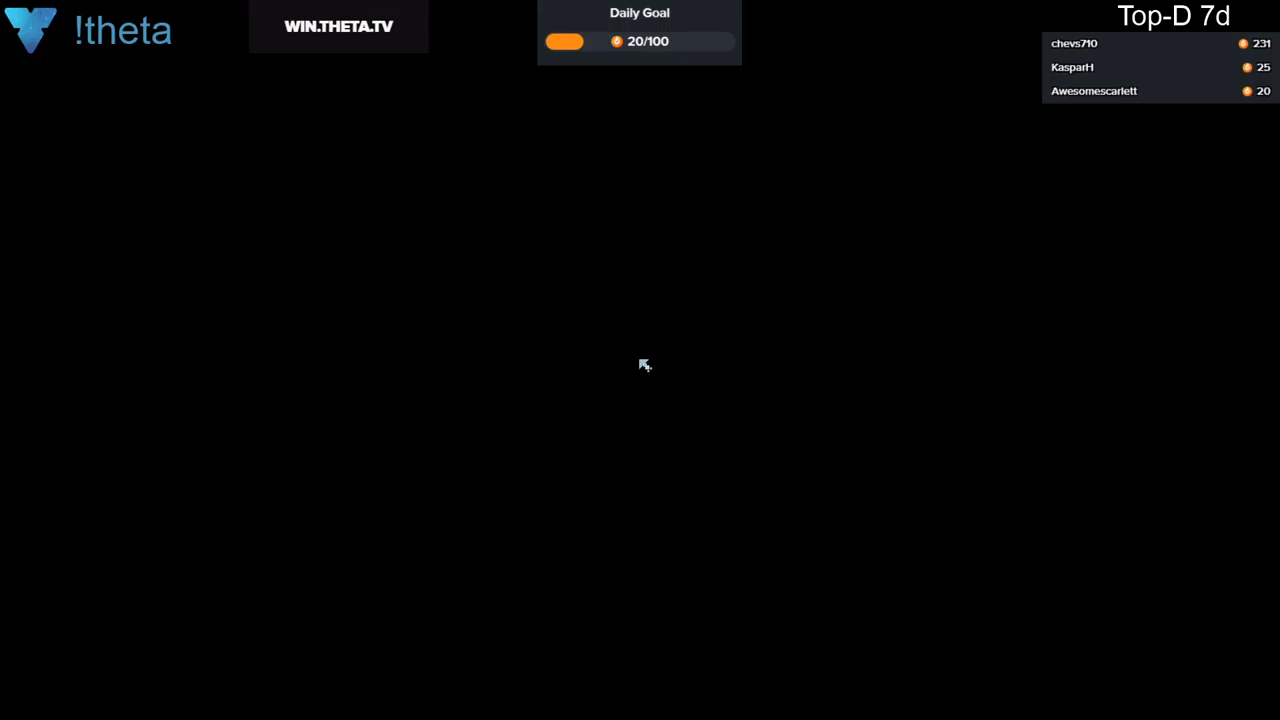 !theta
WIN.THETA.TV
Daily Goal
20/100
Top-D 7d
chevs710 231
KasparH 25
Awesomescarlett 20